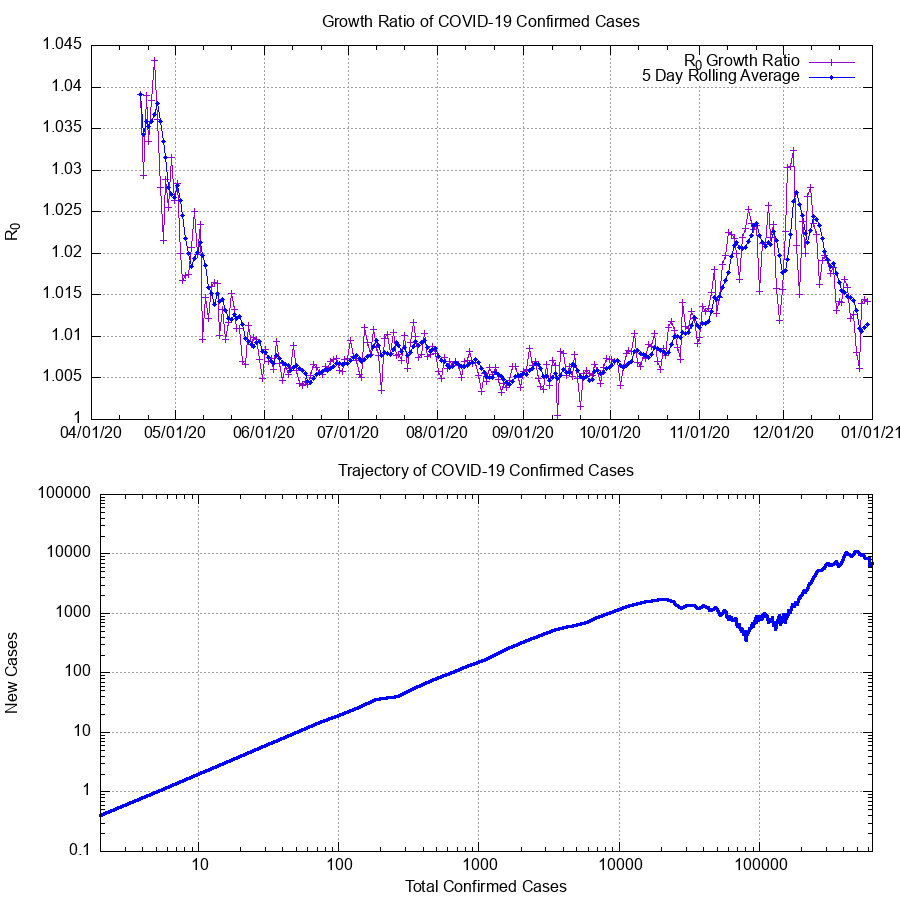 Growth Ratio of COVID-19 Confirmed Cases
1.045
1.04
1.035
1.03
1.025
1.02
1.015
1.01
1.005
1
R0
R0 Growth Ratio
5 Day Rolling Average
04/01/20 05/01/20 06/01/20 07/01/20 08/01/20 09/01/20 10/01/20 11/01/20 12/01/20 01/01/21
Trajectory of COVID-19 Confirmed Cases
100000
10000
1000
100
10
1
0.1
New Cases
10 100 1000 10000 100000
Total Confirmed Cases